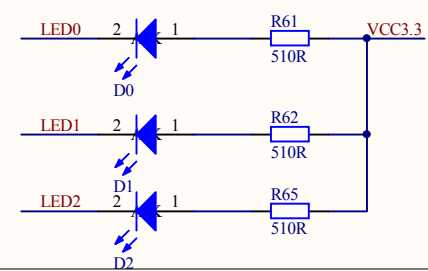 LED0 2 1 R61 VCC3.3
510R
D0
LED1 2 1 R62
510R
D1
LED2 2 1 R65
510R
D2